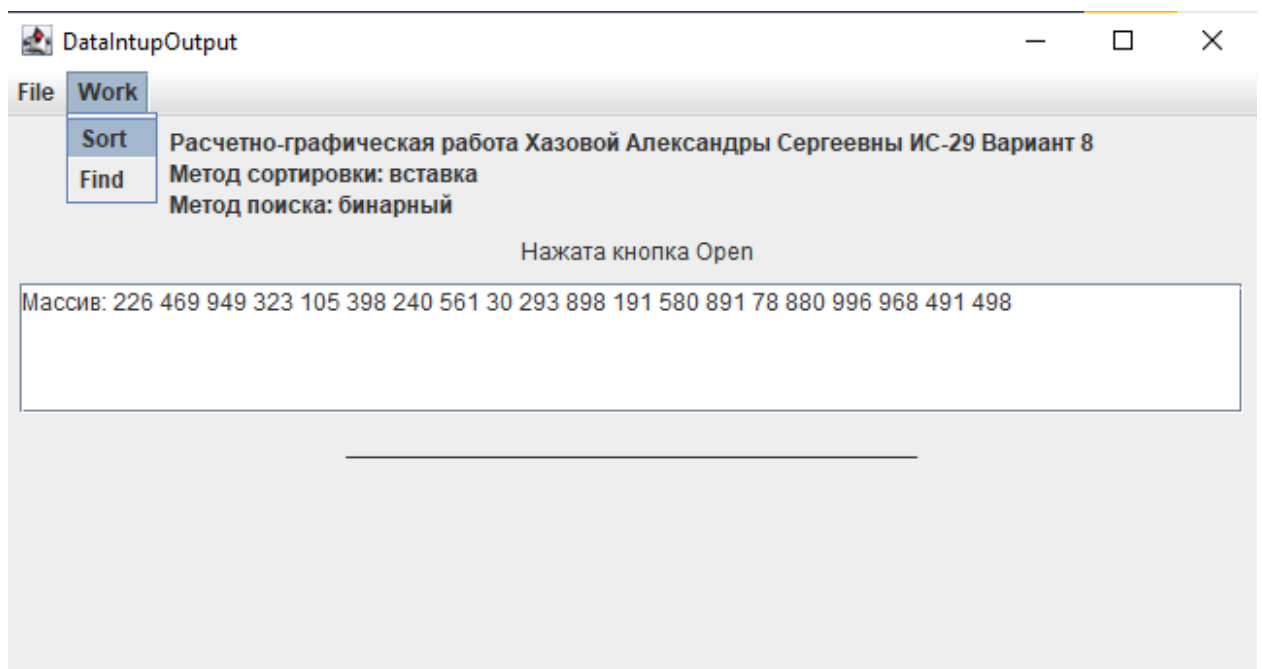 DataIntupOutput
File Work
Sort
Find
Расчетно-графическая работа Хазовой Александры Сергеевны ИС-29 Вариант 8
Метод сортировки: вставка
Метод поиска: бинарный
Нажата кнопка Open
Массив: 226 469 949 323 105 398 240 561 30 293 898 191 580 891 78 880 996 968 491 498